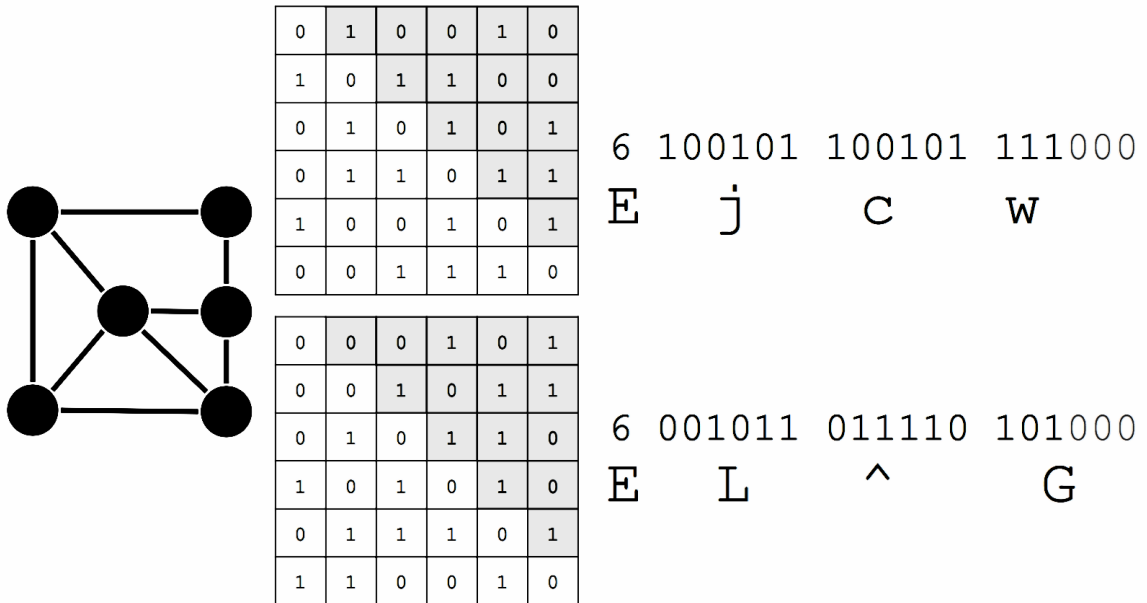 0 1 0 0 1 0
1 0 1 1 0 0
0 1 0 1 0 1
0 1 1 0 1 1
1 0 0 1 0 1
0 0 1 1 1 0
6 100101 100101 111000
E j c w
0 0 0 1 0 1
0 0 1 0 1 1
0 1 0 1 1 0
1 0 1 0 1 0
0 1 1 1 0 1
1 1 0 0 1 0
6 001011 011110 101000
E L ^ G